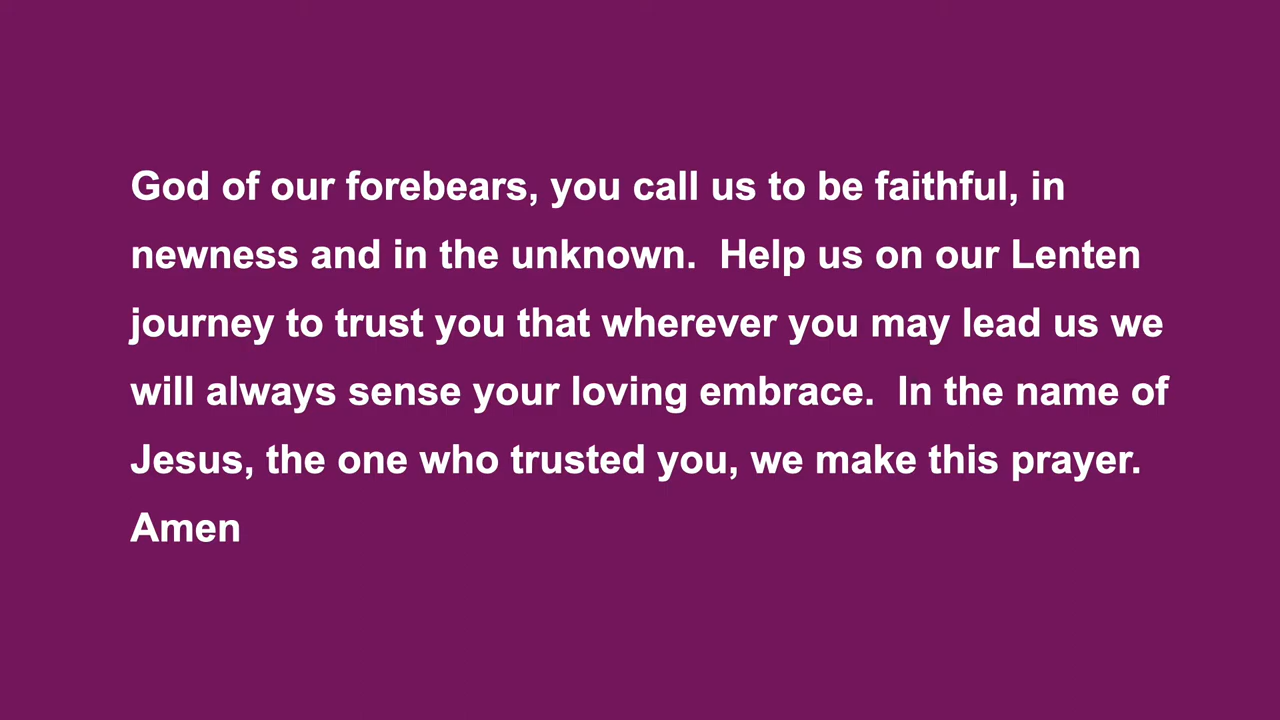 God of our forebears, you call us to be faithful, in
newness and in the unknown.  Help us on our Lenten
journey to trust you that wherever you may lead us we
will always sense your loving embrace.  In the name of
Jesus, the one who trusted you, we make this prayer.
Amen